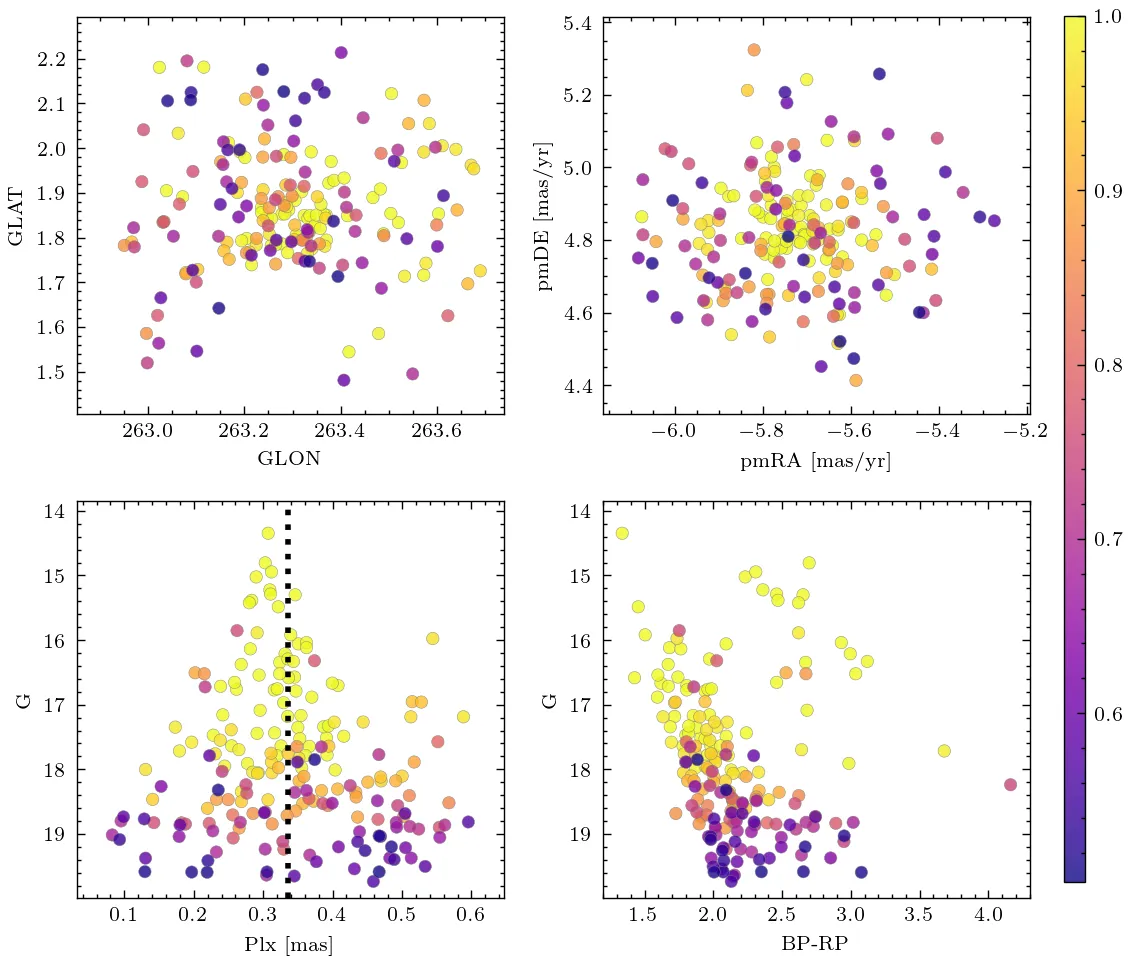 2.2
2.1
2.0
1.9
1.8
1.7
1.6
1.5
GLAT
263.0 263.2 263.4 263.6
GLON
5.4
5.2
5.0
4.8
4.6
4.4
pmDE [mas/yr]
−6.0 −5.8 −5.6 −5.4 −5.2
pmRA [mas/yr]
1.0
0.9
0.8
0.7
0.6
14
15
16
17
18
19
G
0.1 0.2 0.3 0.4 0.5 0.6
Plx [mas]
14
15
16
17
18
19
G
1.5 2.0 2.5 3.0 3.5 4.0
BP-RP